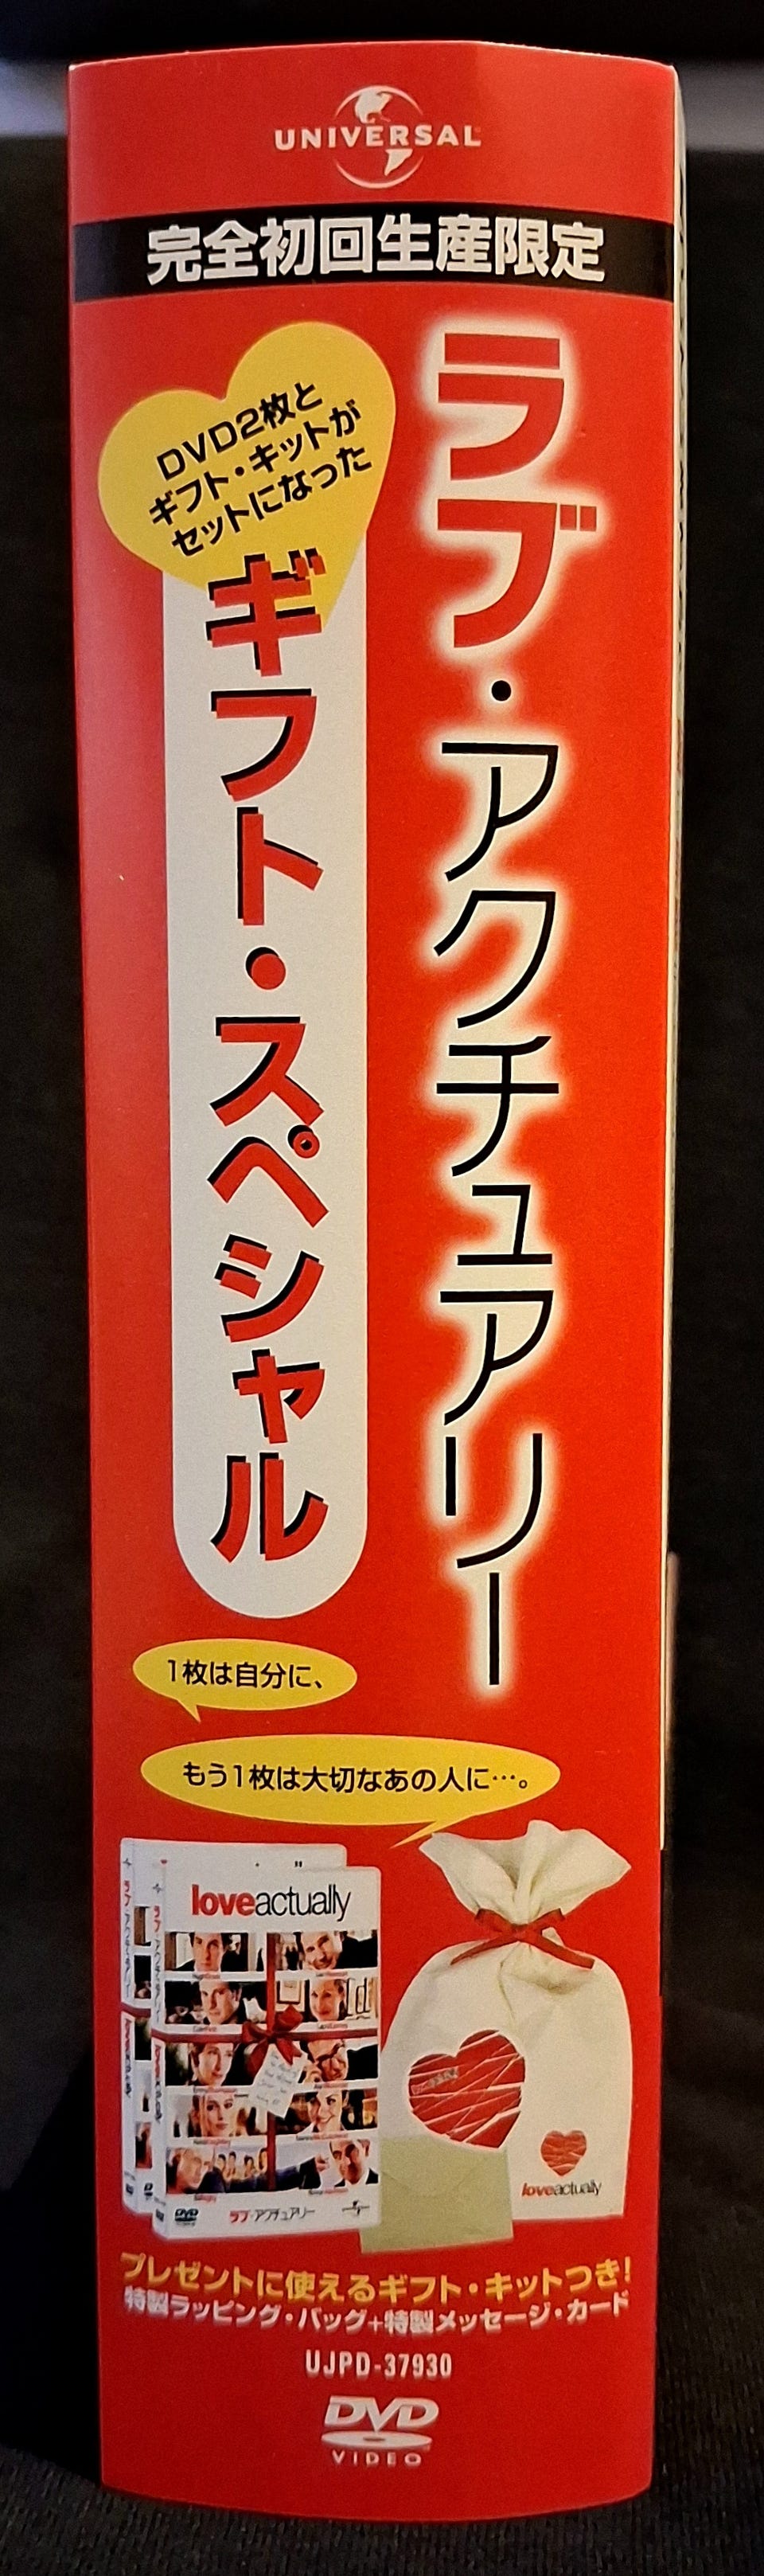 UNIVERSAL
完全初回生産限定
ラブ・アクチュアリー
DVD2枚と
ギフト・キットが
セットになった
ギフト・スペシャル
1枚は自分に、
もう1枚は大切なあの人に…。
love actually
DVD
ラブ・アクチュアリー
love actually
プレゼントに使えるギフト・キットつき!
特製ラッピング・バッグ+特製メッセージ・カード
UJPD-37930
DVD
VIDEO